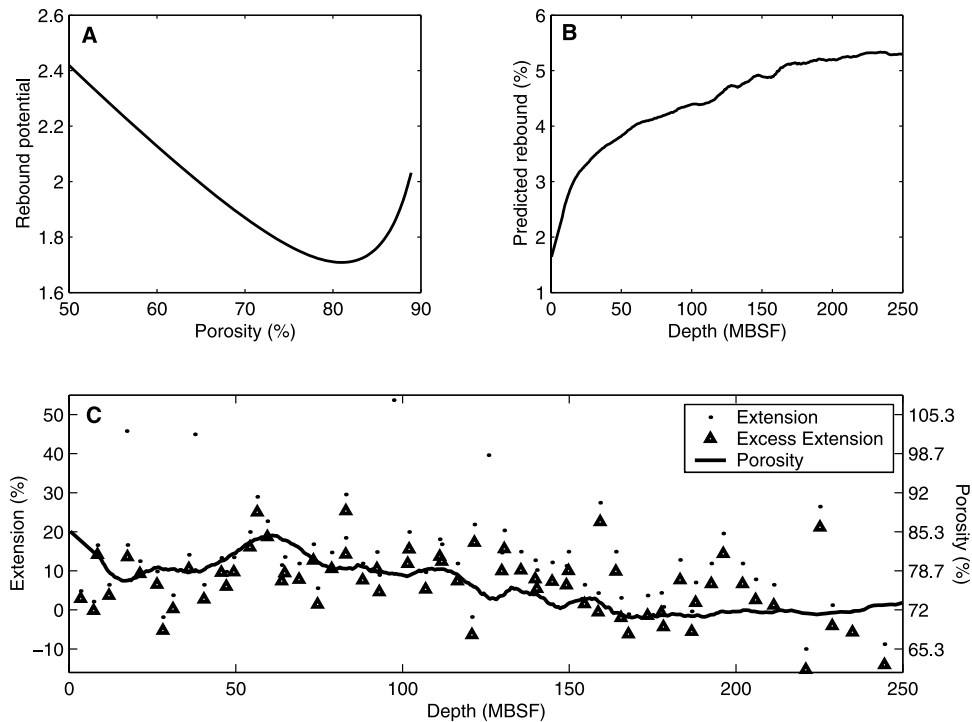 A
2.6
2.4
2.2
2
1.8
1.6
Rebound potential
50 60 70 80 90
Porosity (%)
B
6
5
4
3
2
1
Predicted rebound (%)
0 50 100 150 200 250
Depth (MBSF)
C
50
40
30
20
10
0
−10
Extension (%)
Extension
Excess Extension
Porosity
105.3
98.7
92
85.3
78.7
72
65.3
Porosity (%)
0 50 100 150 200 250
Depth (MBSF)